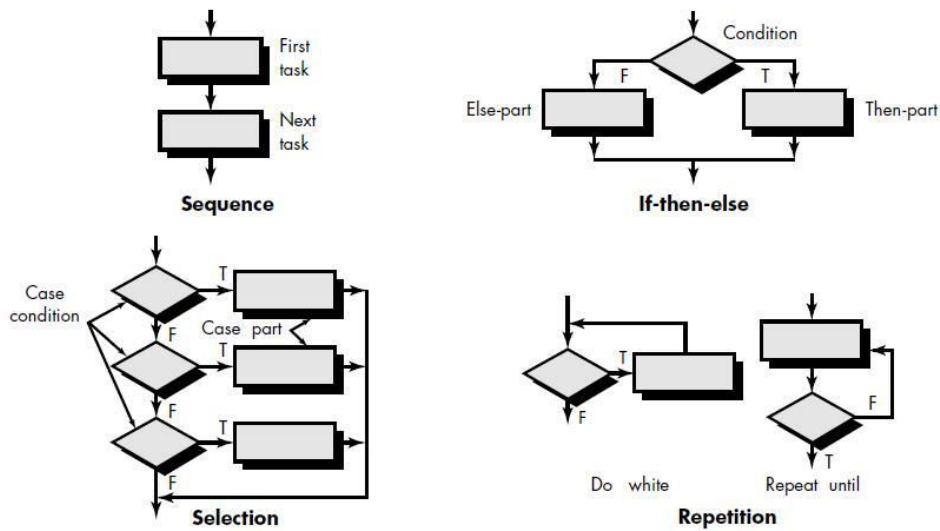 First
task
Next
task
Sequence
Condition
F
T
Else-part
Then-part
If-then-else
Case
condition
T
F
Case part
T
F
T
F
Selection
T
F
F
T
Do white
Repeat until
Repetition